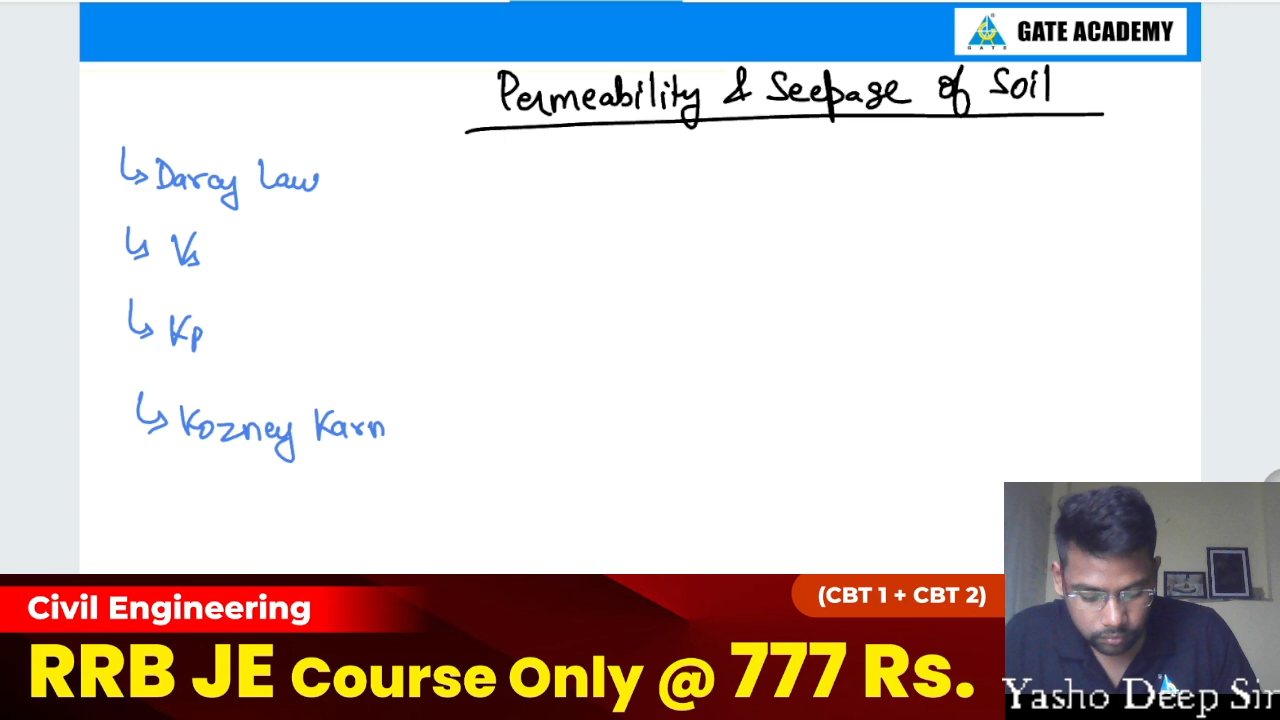 GATE ACADEMY
GATE
Permeability & Seepage of Soil
↳ Darcy Law
↳ Vs
↳ Kp
↳ Kozney Karn
Civil Engineering
(CBT 1 + CBT 2)
RRB JE Course Only @ 777 Rs.
Yasho Deep Sir